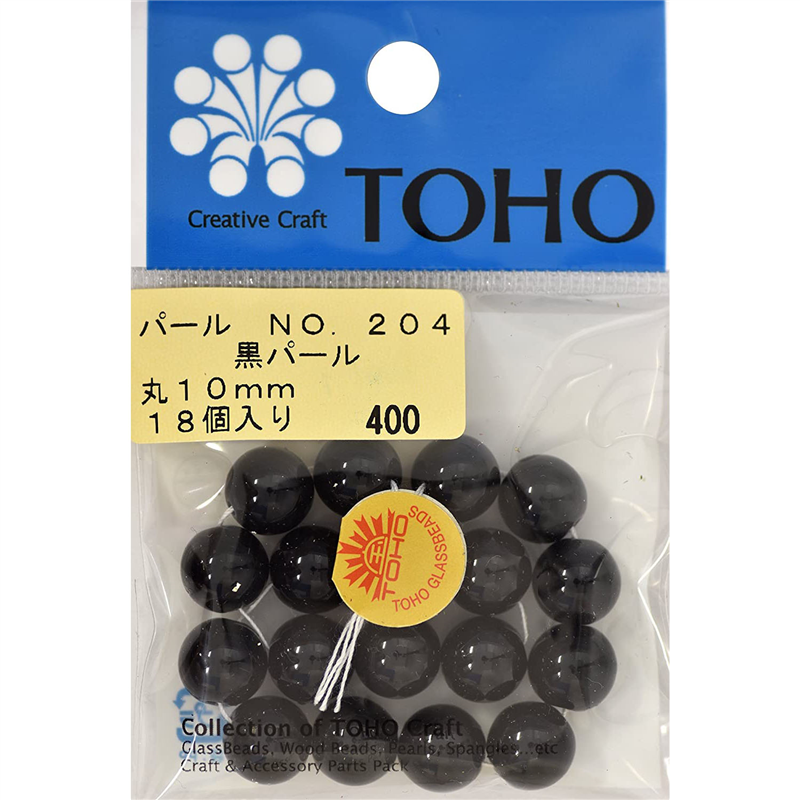 Creative Craft
TOHO
パール NO. 204
黒パール
丸10mm
18個入り 400
TOHO
TOHO GLASSBEADS
Collection of TOHO Craft
GlassBeads, Wood Beads, Pearls, Spangles...etc
Craft & Accessory Parts Pack